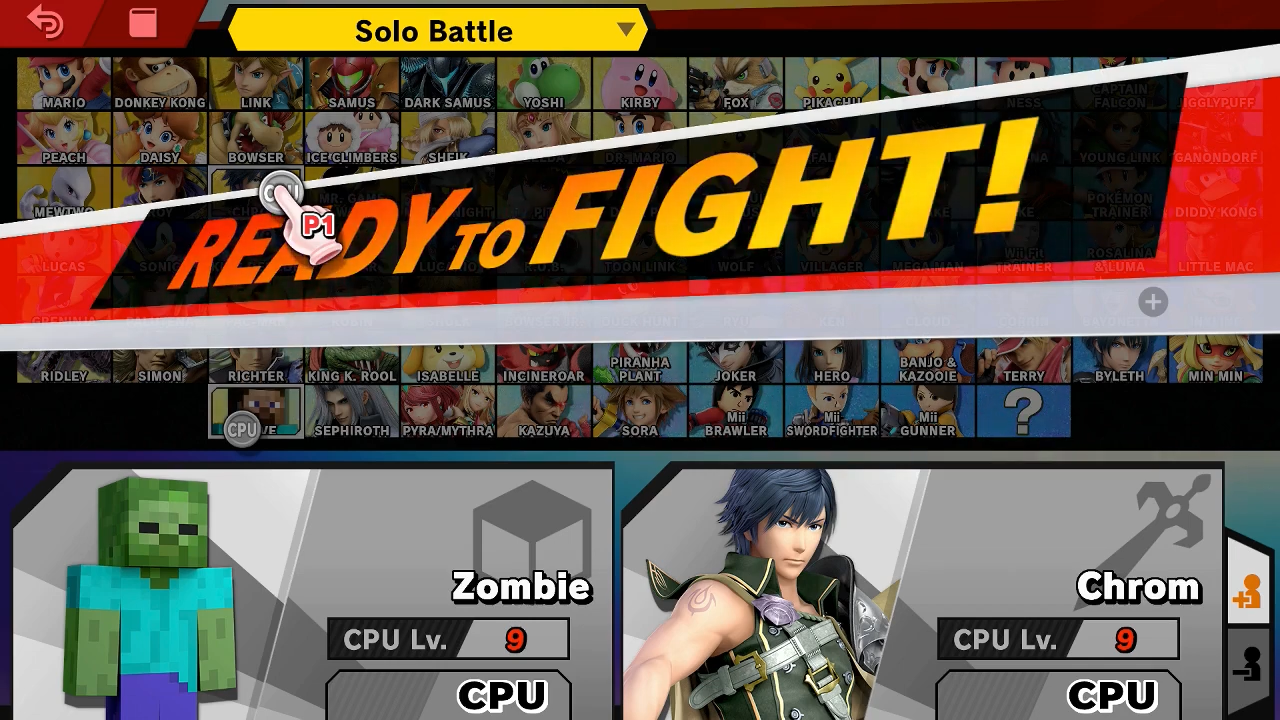 Solo Battle
MARIO DONKEY KONG LINK SAMUS DARK SAMUS YOSHI KIRBY FOX PIKACHU NESS CAPTAIN FALCON JIGGLYPUFF
PEACH DAISY BOWSER ICE CLIMBERS SHEIK ZELDA DR. MARIO YOUNG LINK GANONDORF
MEWTWO ROY POKÉMON TRAINER DIDDY KONG
LUCAS SONIC R.O.B. TOON LINK WOLF VILLAGER MEGA MAN Wii Fit TRAINER ROSALINA & LUMA LITTLE MAC
READY TO FIGHT!
CPU
P1
RIDLEY SIMON RICHTER KING K. ROOL ISABELLE INCINEROAR PIRANHA PLANT JOKER HERO BANJO & KAZOOIE TERRY BYLETH MIN MIN
CPU VE SEPHIROTH PYRA/MYTHRA KAZUYA SORA Mii BRAWLER Mii SWORDFIGHTER Mii GUNNER ?
Zombie
CPU Lv. 9
CPU
Chrom
CPU Lv. 9
CPU